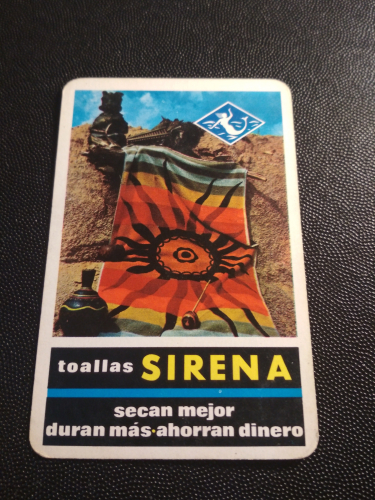 toallas SIRENA
secan mejor
duran más·ahorran dinero